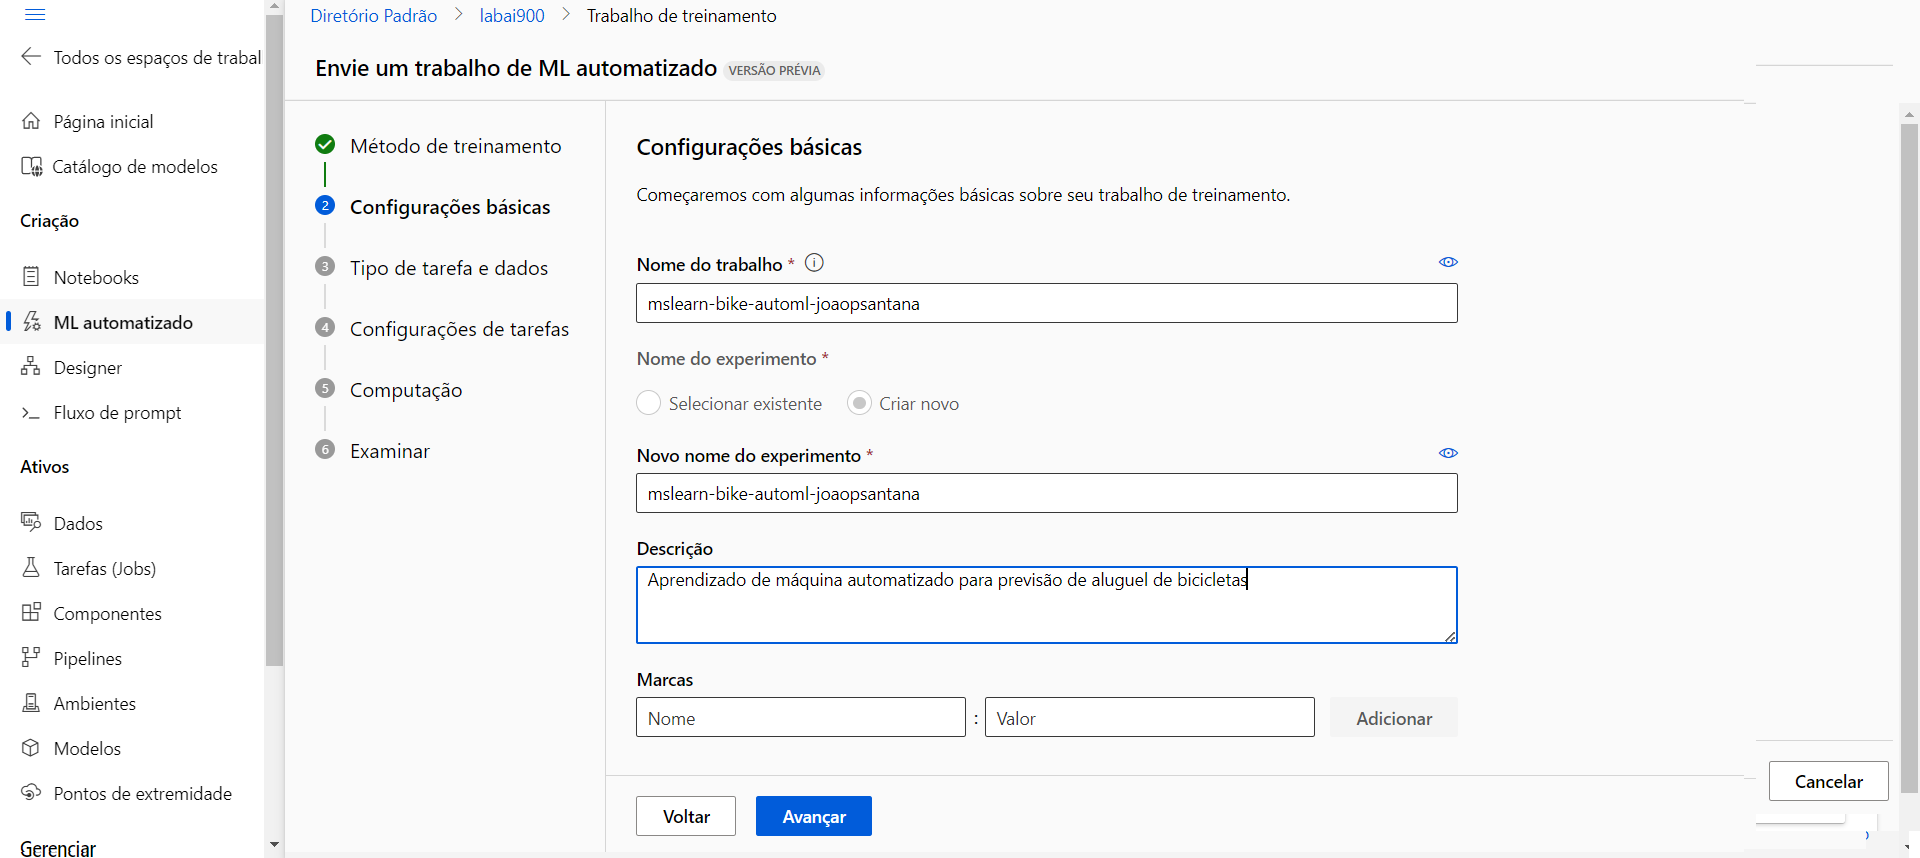 Diretório Padrão > labai900 > Trabalho de treinamento
Todos os espaços de trabal
Página inicial
Catálogo de modelos
Criação
Notebooks
ML automatizado
Designer
Fluxo de prompt
Ativos
Dados
Tarefas (Jobs)
Componentes
Pipelines
Ambientes
Modelos
Pontos de extremidade
Gerenciar
Envie um trabalho de ML automatizado VERSÃO PRÉVIA
Método de treinamento
2 Configurações básicas
3 Tipo de tarefa e dados
4 Configurações de tarefas
5 Computação
6 Examinar
Configurações básicas
Começaremos com algumas informações básicas sobre seu trabalho de treinamento.
Nome do trabalho *
mslearn-bike-automl-joaopsantana
Nome do experimento *
Selecionar existente Criar novo
Novo nome do experimento *
mslearn-bike-automl-joaopsantana
Descrição
Aprendizado de máquina automatizado para previsão de aluguel de bicicletas
Marcas
Nome : Valor Adicionar
Voltar Avançar
Cancelar